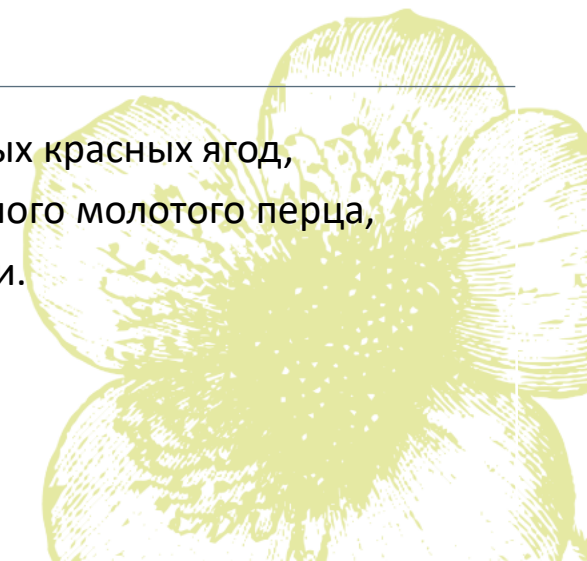 ых красных ягод,
ного молотого перца,
и.